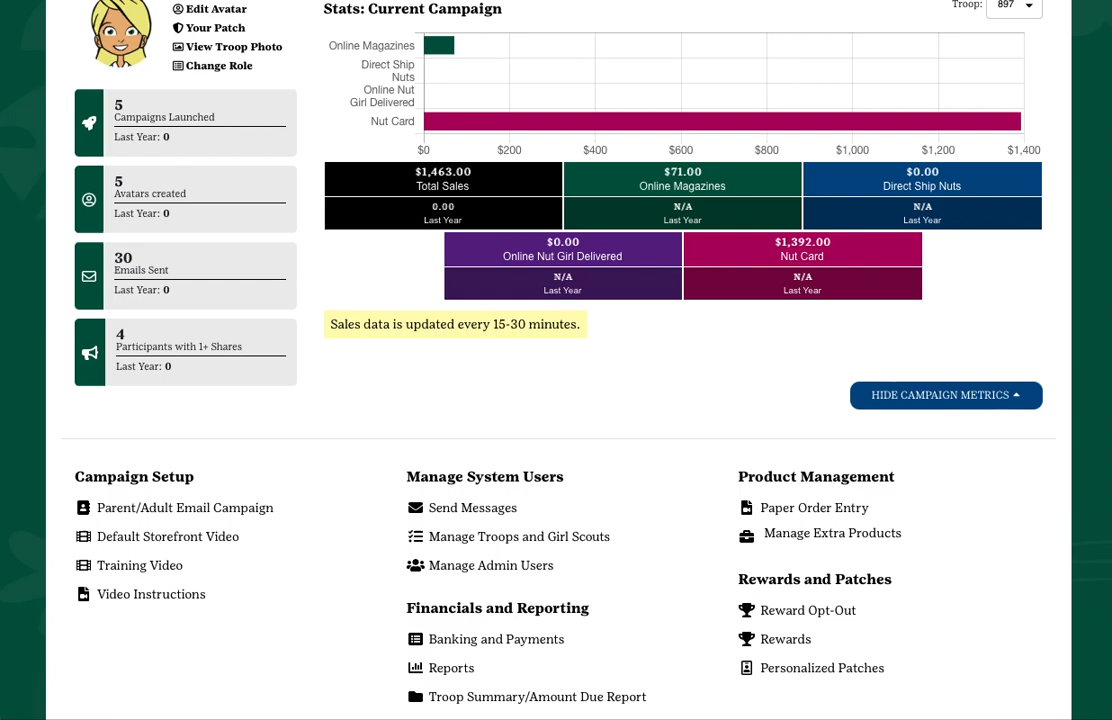 Edit Avatar
Your Patch
View Troop Photo
Change Role
5
Campaigns Launched
Last Year: 0
5
Avatars created
Last Year: 0
30
Emails Sent
Last Year: 0
4
Participants with 1+ Shares
Last Year: 0
Stats: Current Campaign
Troop:
897
Online Magazines
Direct Ship
Nuts
Online Nut
Girl Delivered
Nut Card
$0 $200 $400 $600 $800 $1,000 $1,200 $1,400
$1,463.00 $71.00 $0.00
Total Sales Online Magazines Direct Ship Nuts
0.00 N/A N/A
Last Year Last Year Last Year
$0.00 $1,392.00
Online Nut Girl Delivered Nut Card
N/A N/A
Last Year Last Year
Sales data is updated every 15-30 minutes.
HIDE CAMPAIGN METRICS
Campaign Setup
Parent/Adult Email Campaign
Default Storefront Video
Training Video
Video Instructions
Manage System Users
Send Messages
Manage Troops and Girl Scouts
Manage Admin Users
Financials and Reporting
Banking and Payments
Reports
Troop Summary/Amount Due Report
Product Management
Paper Order Entry
Manage Extra Products
Rewards and Patches
Reward Opt-Out
Rewards
Personalized Patches